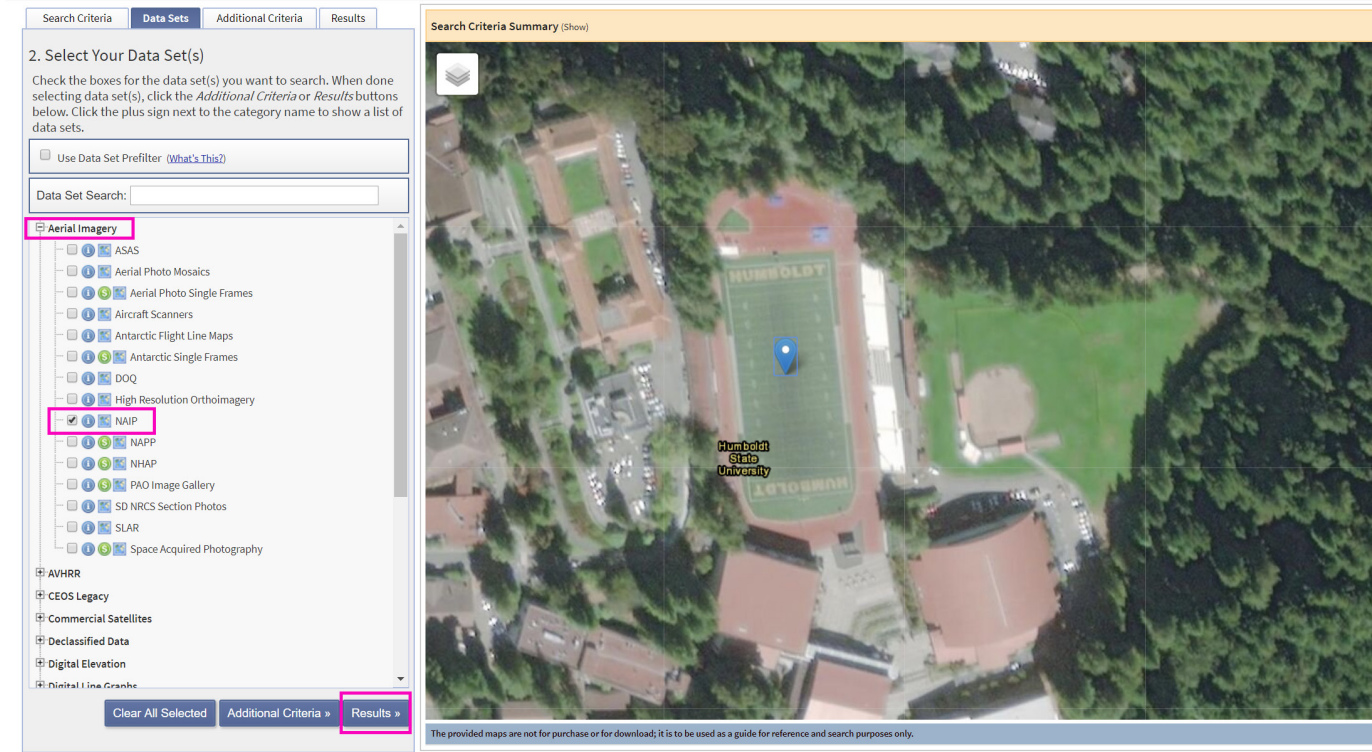 Search Criteria
Data Sets
Additional Criteria
Results
2. Select Your Data Set(s)
Check the boxes for the data set(s) you want to search. When done
selecting data set(s), click the Additional Criteria or Results buttons
below. Click the plus sign next to the category name to show a list of
data sets.
Use Data Set Prefilter (What's This?)
Data Set Search:
Aerial Imagery
ASAS
Aerial Photo Mosaics
Aerial Photo Single Frames
Aircraft Scanners
Antarctic Flight Line Maps
Antarctic Single Frames
DOQ
High Resolution Orthoimagery
NAIP
NAPP
NHAP
PAO Image Gallery
SD NRCS Section Photos
SLAR
Space Acquired Photography
AVHRR
CEOS Legacy
Commercial Satellites
Declassified Data
Digital Elevation
Digital Line Graphs
Clear All Selected
Additional Criteria »
Results »
Search Criteria Summary (Show)
HUMBOLDT
Humboldt
State
University
HUMBOLDT
The provided maps are not for purchase or for download; it is to be used as a guide for reference and search purposes only.